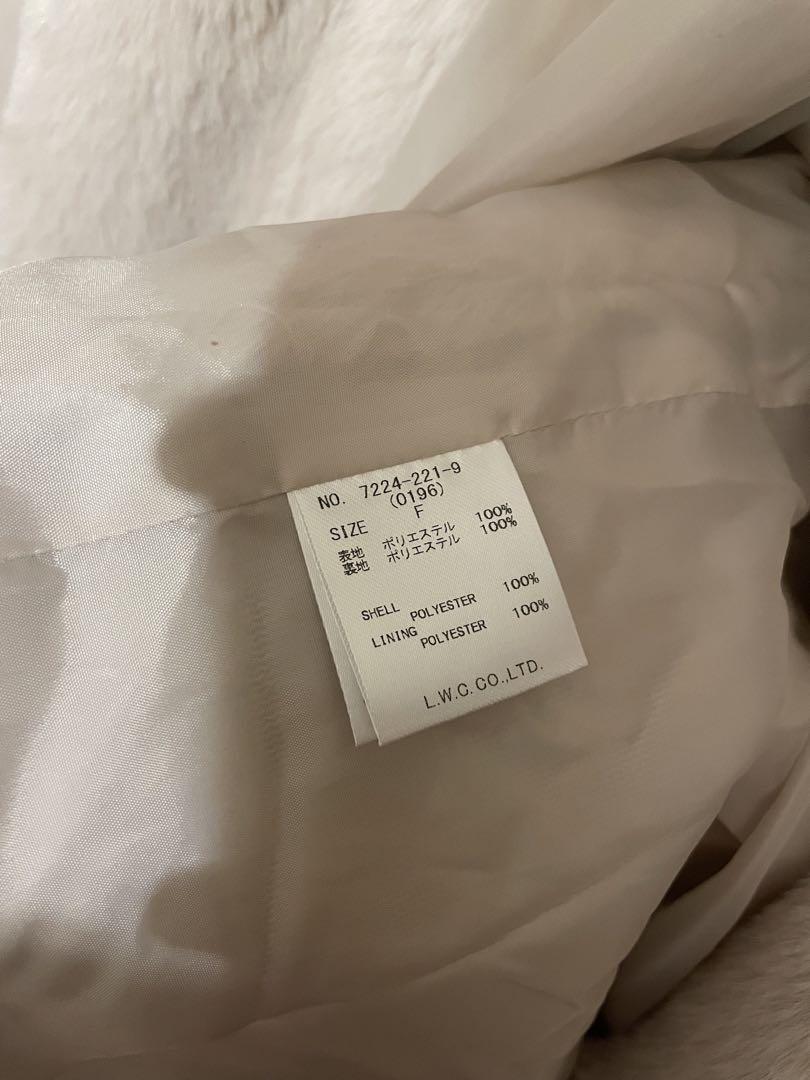 NO. 7224-221-9
(0196)
SIZE F
表地 ポリエステル 100%
裏地 ポリエステル 100%
SHELL POLYESTER 100%
LINING POLYESTER 100%
L.W.C.CO.,LTD.